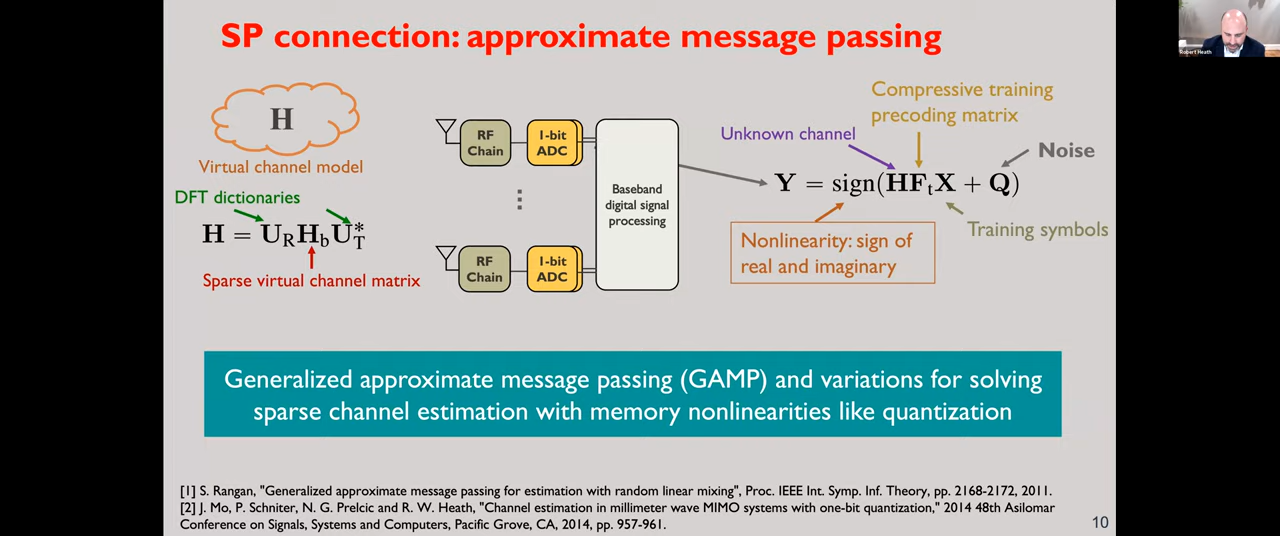 SP connection: approximate message passing
Robert Heath
H
Virtual channel model
DFT dictionaries
H = U_R H_b U_T^*
Sparse virtual channel matrix
RF
Chain
1-bit
ADC
⋮
RF
Chain
1-bit
ADC
Baseband
digital signal
processing
Compressive training
precoding matrix
Unknown channel
Noise
Y = sign(HF_tX + Q)
Training symbols
Nonlinearity: sign of
real and imaginary
Generalized approximate message passing (GAMP) and variations for solving
sparse channel estimation with memory nonlinearities like quantization
[1] S. Rangan, "Generalized approximate message passing for estimation with random linear mixing", Proc. IEEE Int. Symp. Inf. Theory, pp. 2168-2172, 2011.
[2] J. Mo, P. Schniter, N. G. Prelcic and R. W. Heath, "Channel estimation in millimeter wave MIMO systems with one-bit quantization," 2014 48th Asilomar
Conference on Signals, Systems and Computers, Pacific Grove, CA, 2014, pp. 957-961.
10